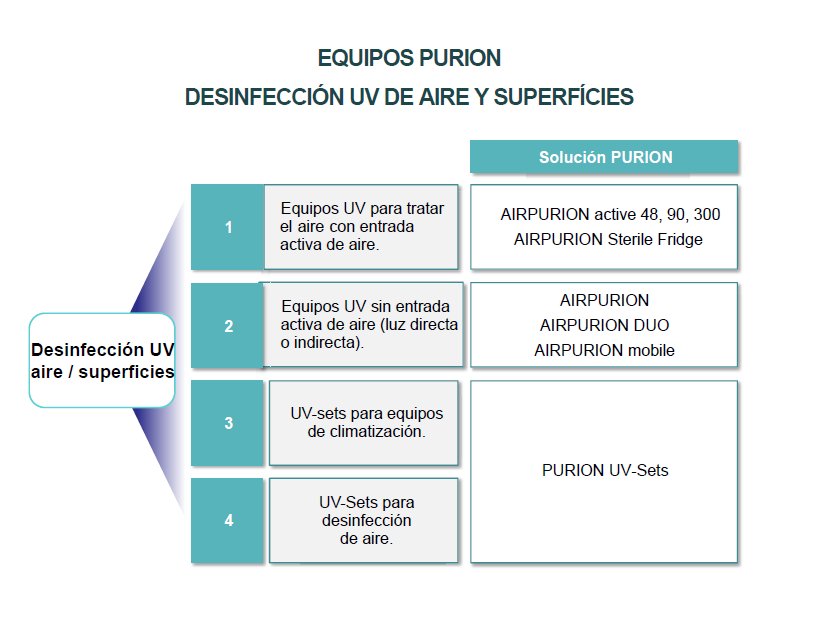 EQUIPOS PURION
DESINFECCIÓN UV DE AIRE Y SUPERFÍCIES
Solución PURION
Desinfección UV
aire / superficies
1
Equipos UV para tratar
el aire con entrada
activa de aire.
AIRPURION active 48, 90, 300
AIRPURION Sterile Fridge
2
Equipos UV sin entrada
activa de aire (luz directa
o indirecta).
AIRPURION
AIRPURION DUO
AIRPURION mobile
3
UV-sets para equipos
de climatización.
4
UV-Sets para
desinfección
de aire.
PURION UV-Sets